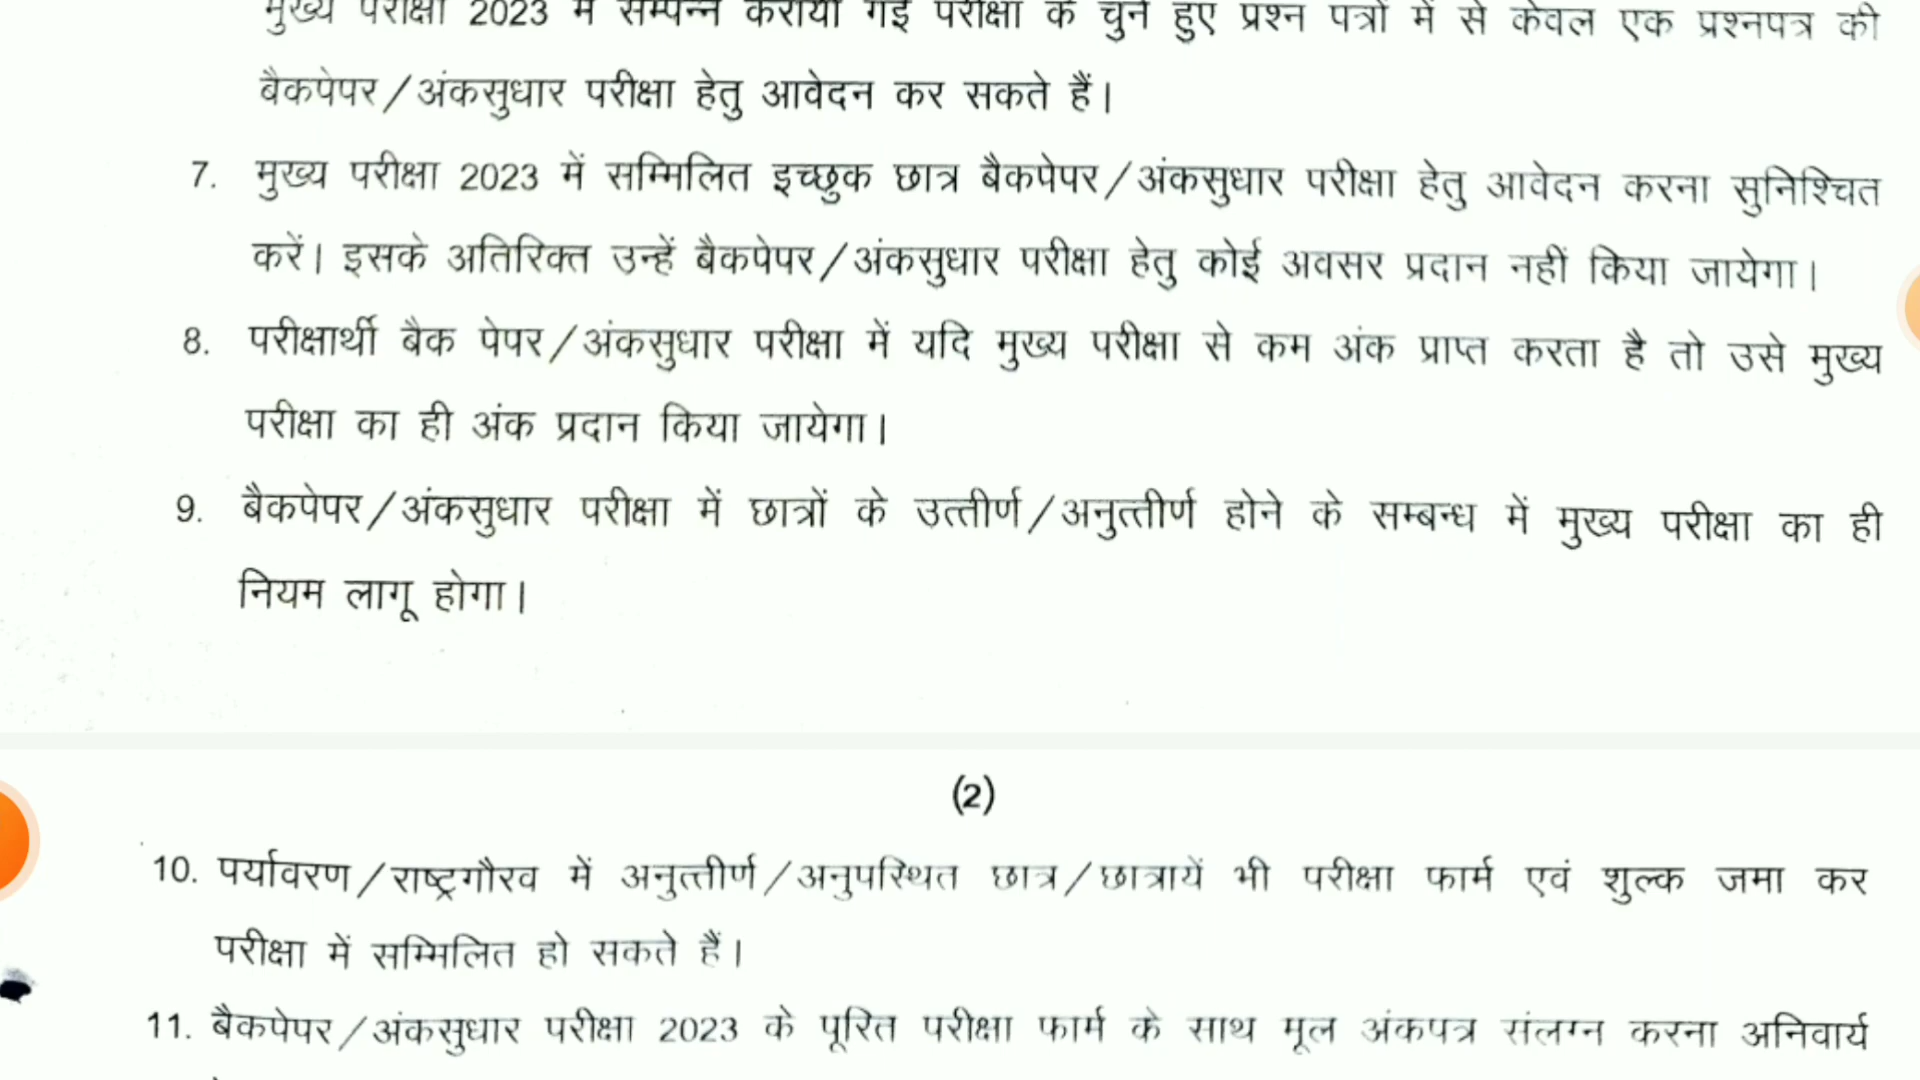 मुख्य परीक्षा 2023 में सम्पन्न करायी गई परीक्षा के चुने हुए प्रश्न पत्रों में से केवल एक प्रश्नपत्र की
बैकपेपर/अंकसुधार परीक्षा हेतु आवेदन कर सकते हैं।
7. मुख्य परीक्षा 2023 में सम्मिलित इच्छुक छात्र बैकपेपर/अंकसुधार परीक्षा हेतु आवेदन करना सुनिश्चित
करें। इसके अतिरिक्त उन्हें बैकपेपर/अंकसुधार परीक्षा हेतु कोई अवसर प्रदान नहीं किया जायेगा।
8. परीक्षार्थी बैक पेपर/अंकसुधार परीक्षा में यदि मुख्य परीक्षा से कम अंक प्राप्त करता है तो उसे मुख्य
परीक्षा का ही अंक प्रदान किया जायेगा।
9. बैकपेपर/अंकसुधार परीक्षा में छात्रों के उत्तीर्ण/अनुत्तीर्ण होने के सम्बन्ध में मुख्य परीक्षा का ही
नियम लागू होगा।
(2)
10. पर्यावरण/राष्ट्रगौरव में अनुत्तीर्ण/अनुपस्थित छात्र/छात्रायें भी परीक्षा फार्म एवं शुल्क जमा कर
परीक्षा में सम्मिलित हो सकते हैं।
11. बैकपेपर/अंकसुधार परीक्षा 2023 के पूरित परीक्षा फार्म के साथ मूल अंकपत्र संलग्न करना अनिवार्य